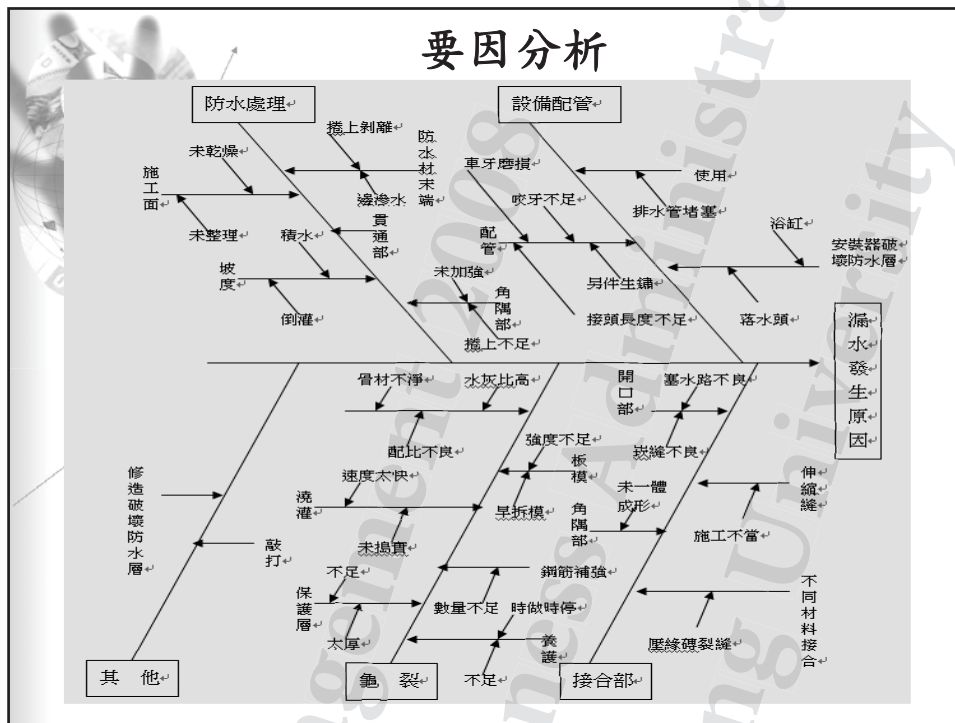 要因分析
防水處理
設備配管
捲上剝離
防水材末端
未乾燥
施工面
邊滲水
未整理
貫通部
積水
坡度
未加強
角隅部
倒灌
捲上不足
車牙磨損
使用
咬牙不足
排水管堵塞
配管
浴缸
安裝器破
壞防水層
另件生鏽
接頭長度不足
落水頭
漏水發生原因
骨材不淨
水灰比高
開口部
塞水路不良
配比不良
強度不足
崁縫不良
板模
速度太快
澆灌
早拆模
未一體
成形
角隅部
伸縮縫
施工不當
修造破壞防水層
未搗實
敲打
不足
鋼筋補強
保護層
數量不足
時做時停
不同材料接合
太厚
養護
壓緣磚裂縫
不足
其 他
龜 裂
接合部
2008